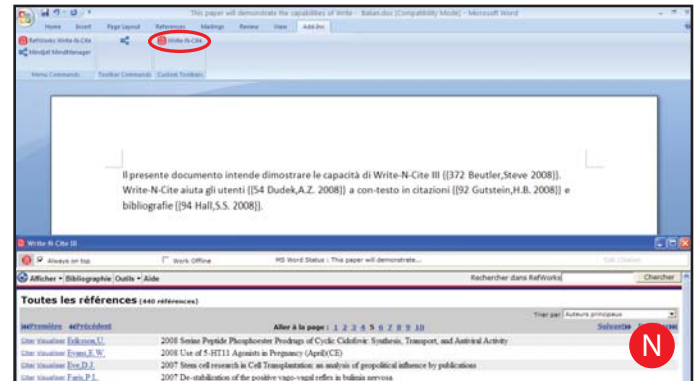 This paper will demonstrate the capabilities of Write - Italian.doc [Compatibility Mode] - Microsoft Word
Home Insert Page Layout References Mailings Review View Add-Ins
RefWorks Write-N-Cite Write-N-Cite
Mindjet MindManager
Menu Commands Toolbar Commands Custom Toolbars
Il presente documento intende dimostrare le capacità di Write-N-Cite III {{372 Beutler,Steve 2008}}.
Write-N-Cite aiuta gli utenti {{54 Dudek,A.Z. 2008}} a con-testo in citazioni {{92 Gutstein,H.B. 2008}} e
bibliografie {{94 Hall,S.S. 2008}}.
Write-N-Cite III
Always on top Work Offline MS Word Status : This paper will demonstrate... Edit Citation
Afficher Bibliographie Outils Aide Rechercher dans RefWorks Chercher
Toutes les références (440 références)
Trier par Auteurs principaux
Première Précédent Aller à la page : 1 2 3 4 5 6 7 8 9 10 Suivant
Citer Visualiser Erikson,U. 2008 Serine Peptide Phosphoester Prodrugs of Cyclic Cidofovir: Synthesis, Transport, and Antiviral Activity
Citer Visualiser Evans,E.W. 2008 Use of 5-HT11 Agonists in Pregnancy (April)(CE)
Citer Visualiser Eve,D.J. 2007 Stem cell research in Cell Transplantation: an analysis of geopolitical influence by publications
Citer Visualiser Faris,P.L. 2007 De-stabilization of the positive vago-vagal reflex in bulimia nervosa
N